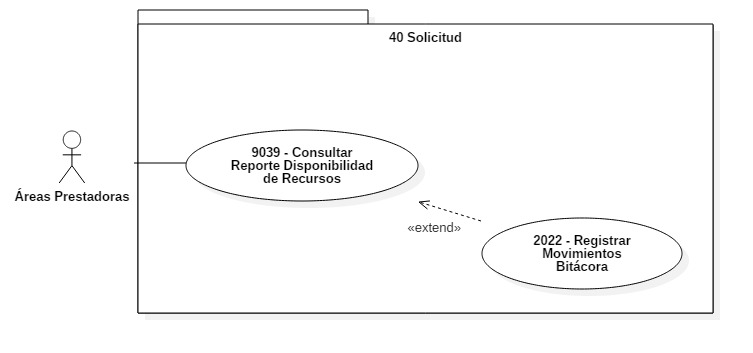 40 Solicitud
9039 - Consultar
Reporte Disponibilidad
de Recursos
Áreas Prestadoras
«extend»
2022 - Registrar
Movimientos
Bitácora